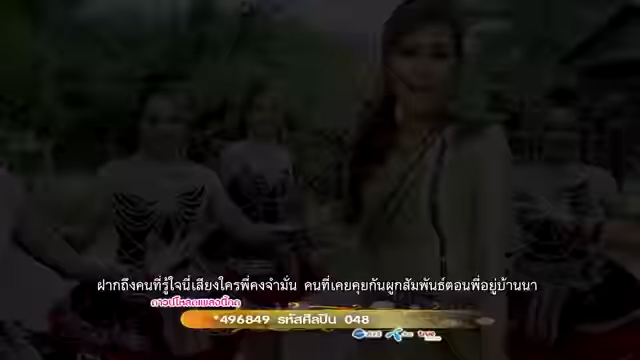 ฝากถึงคนที่รู้ใจนี่เสียงใครพี่คงจำมั่น คนที่เคยคุยกันผูกสัมพันธ์ตอนพี่อยู่บ้านนา
ดาวน์โหลดเพลงนี้กด
*496849 รหัสศิลปิน 048
AIS dtac true